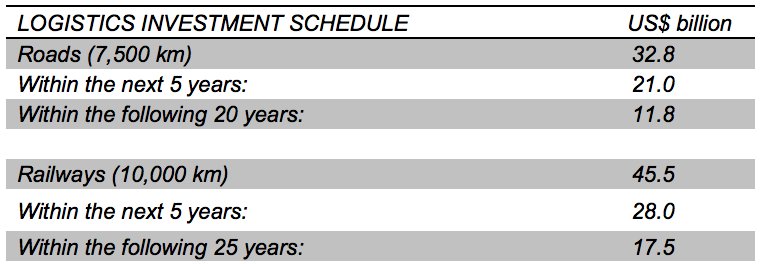 LOGISTICS INVESTMENT SCHEDULE US$ billion
Roads (7,500 km) 32.8
Within the next 5 years: 21.0
Within the following 20 years: 11.8
Railways (10,000 km) 45.5
Within the next 5 years: 28.0
Within the following 25 years: 17.5